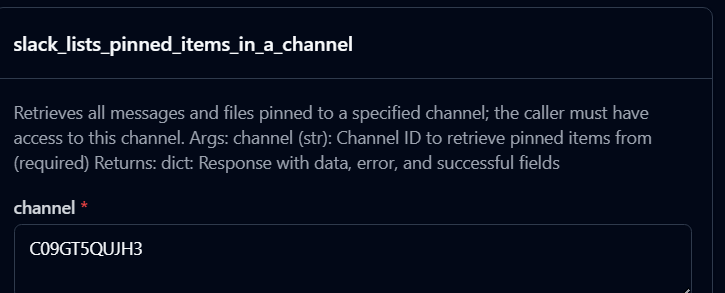 slack_lists_pinned_items_in_a_channel
Retrieves all messages and files pinned to a specified channel; the caller must have
access to this channel. Args: channel (str): Channel ID to retrieve pinned items from
(required) Returns: dict: Response with data, error, and successful fields
channel *
C09GT5QUJH3